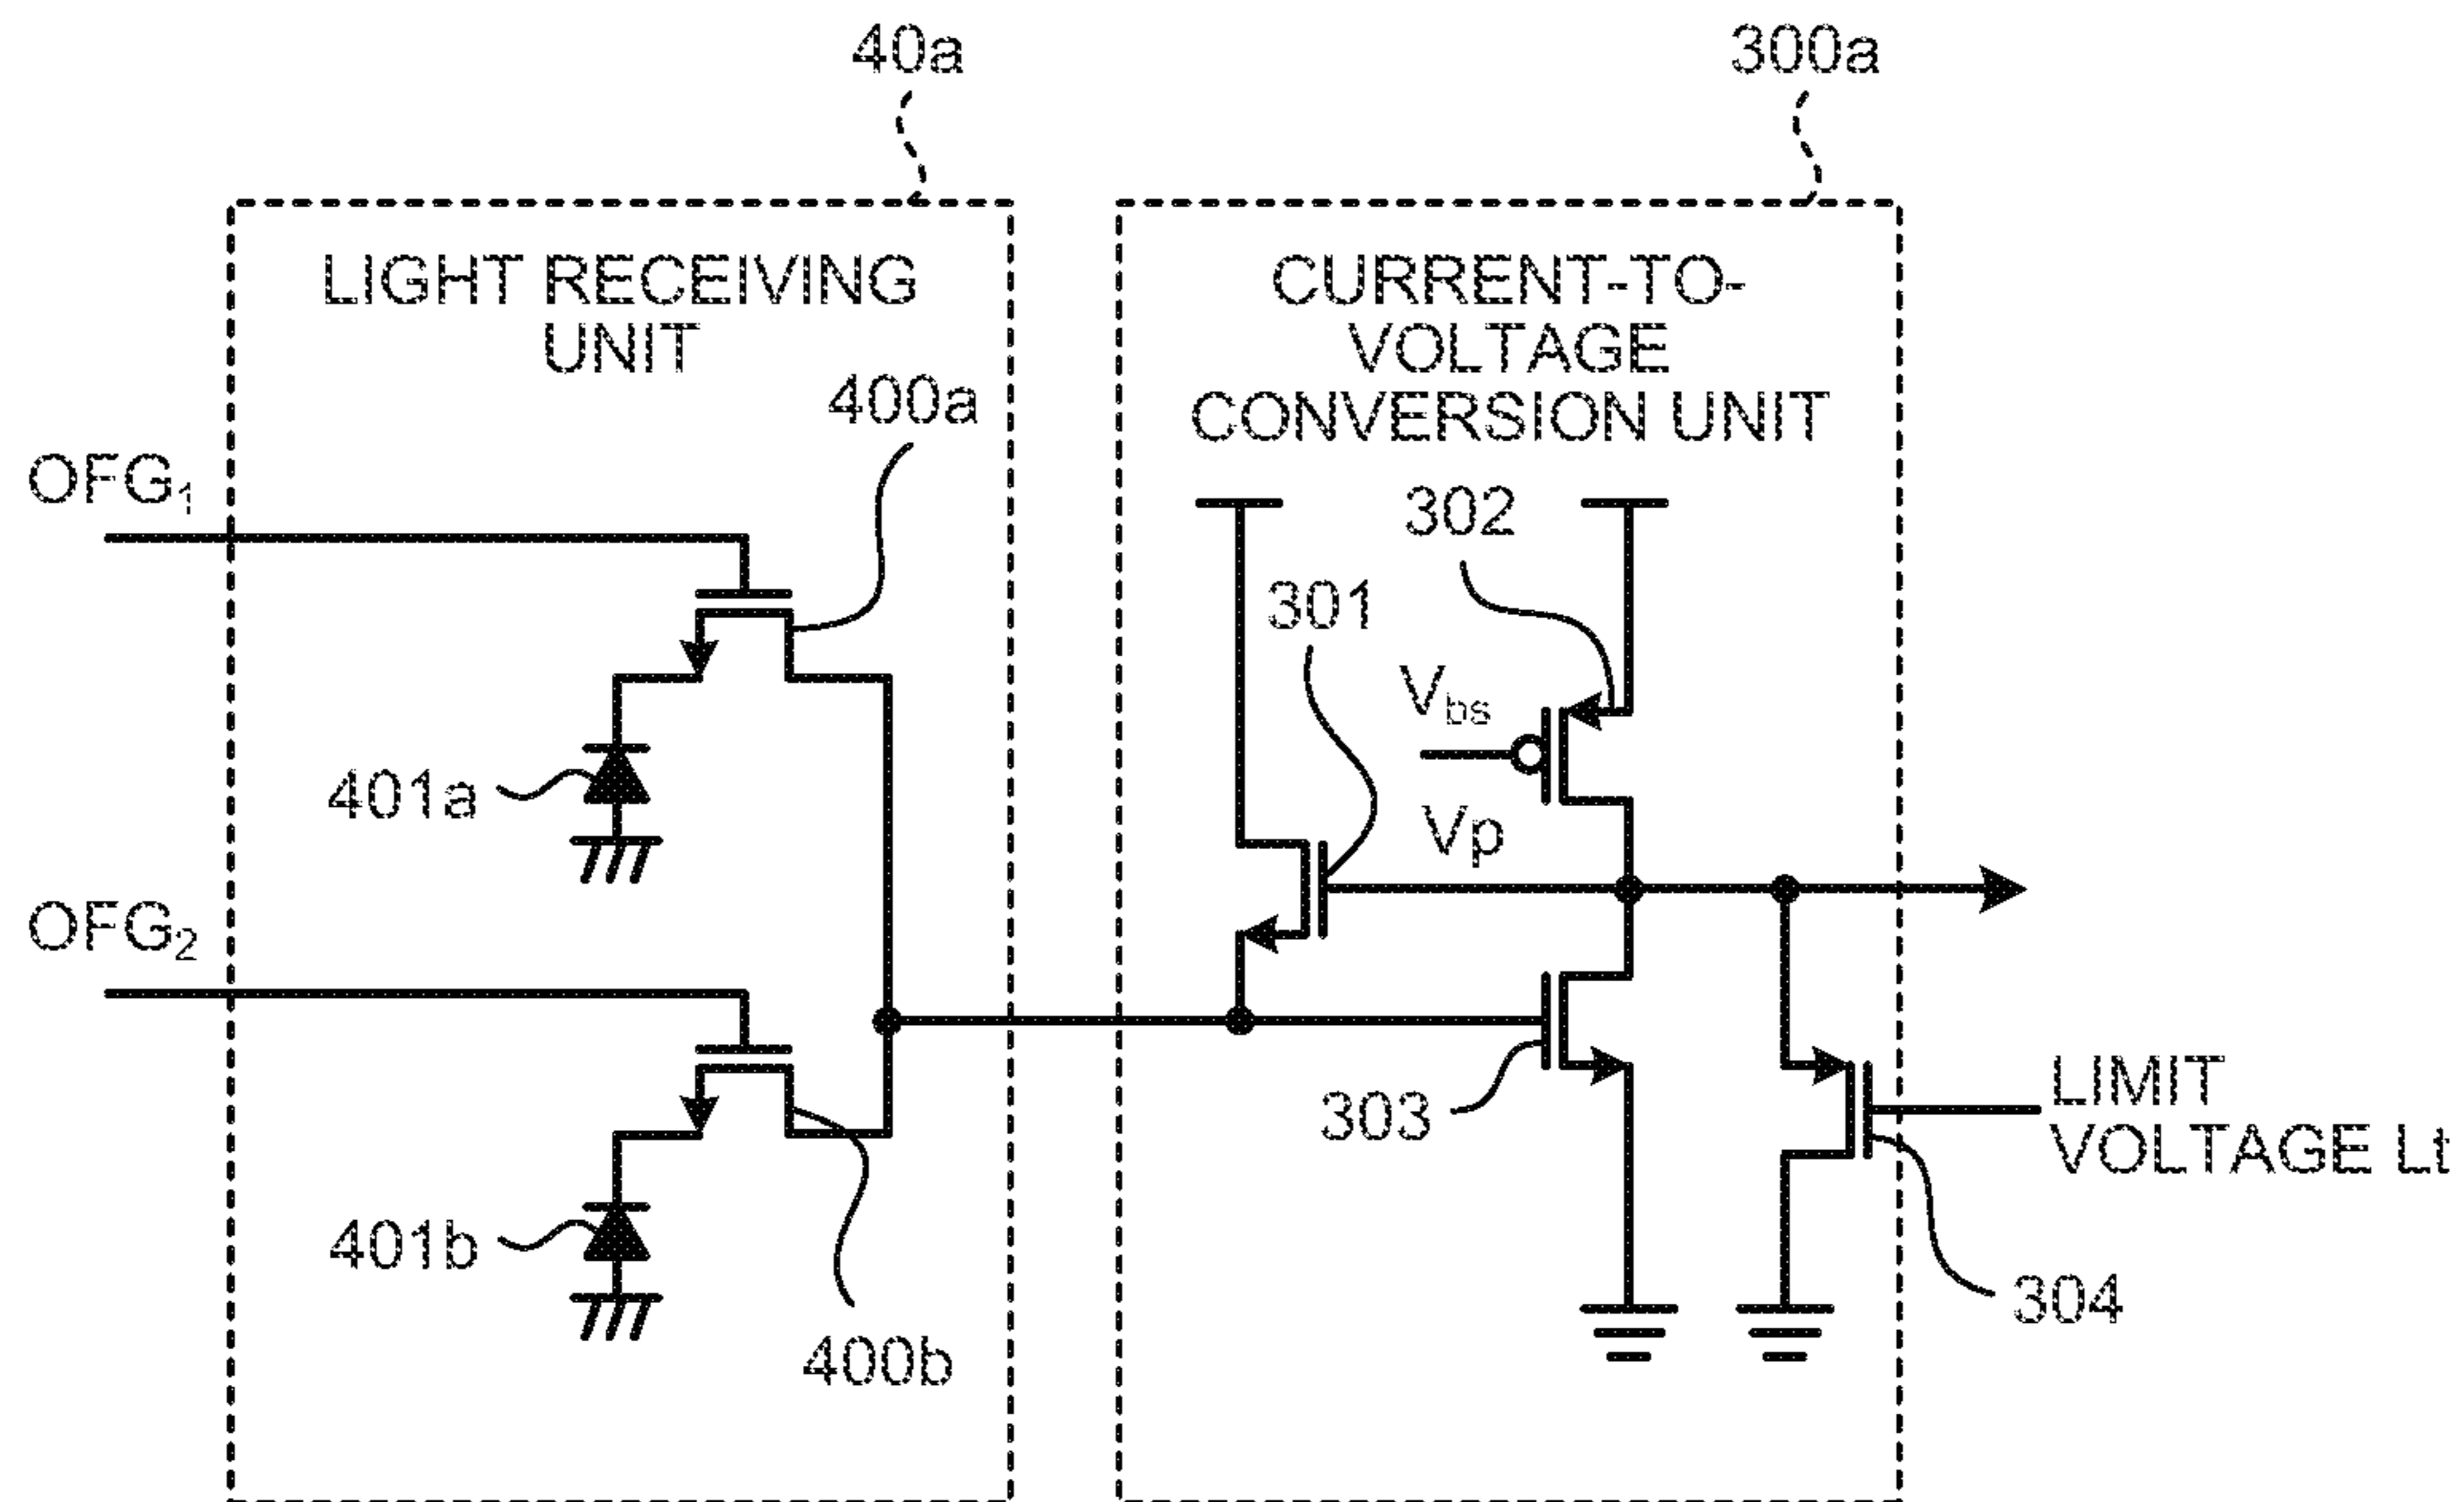 40a
300a
LIGHT RECEIVING
UNIT
CURRENT-TO-
VOLTAGE
CONVERSION UNIT
400a
OFG1
302
301
Vbs
401a
Vp
OFG2
303
LIMIT
VOLTAGE Lt
401b
304
400b